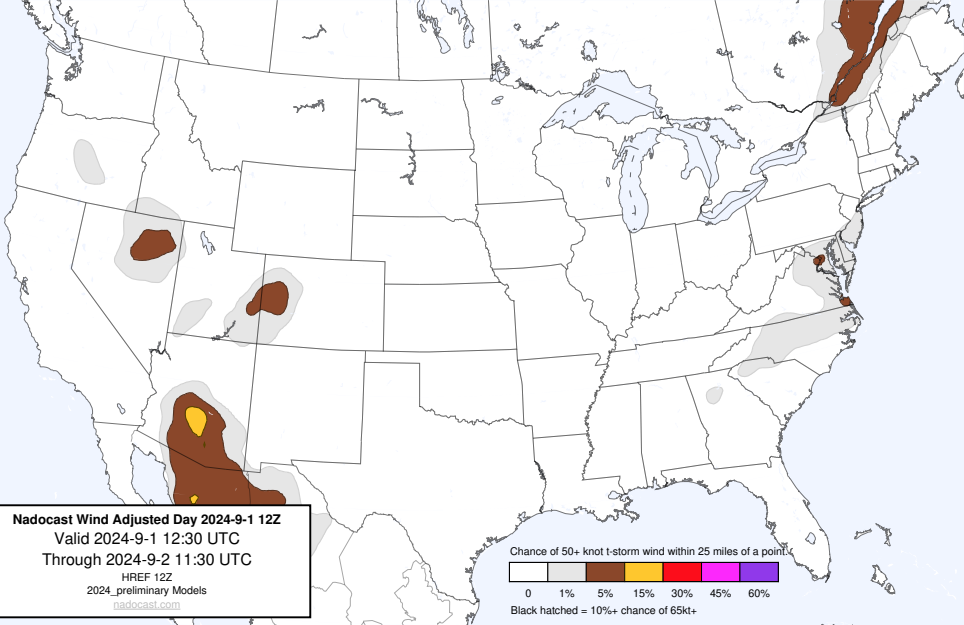 Nadocast Wind Adjusted Day 2024-9-1 12Z
Valid 2024-9-1 12:30 UTC
Through 2024-9-2 11:30 UTC
HREF 12Z
2024_preliminary Models
nadocast.com
Chance of 50+ knot t-storm wind within 25 miles of a point.
0 1% 5% 15% 30% 45% 60%
Black hatched = 10%+ chance of 65kt+